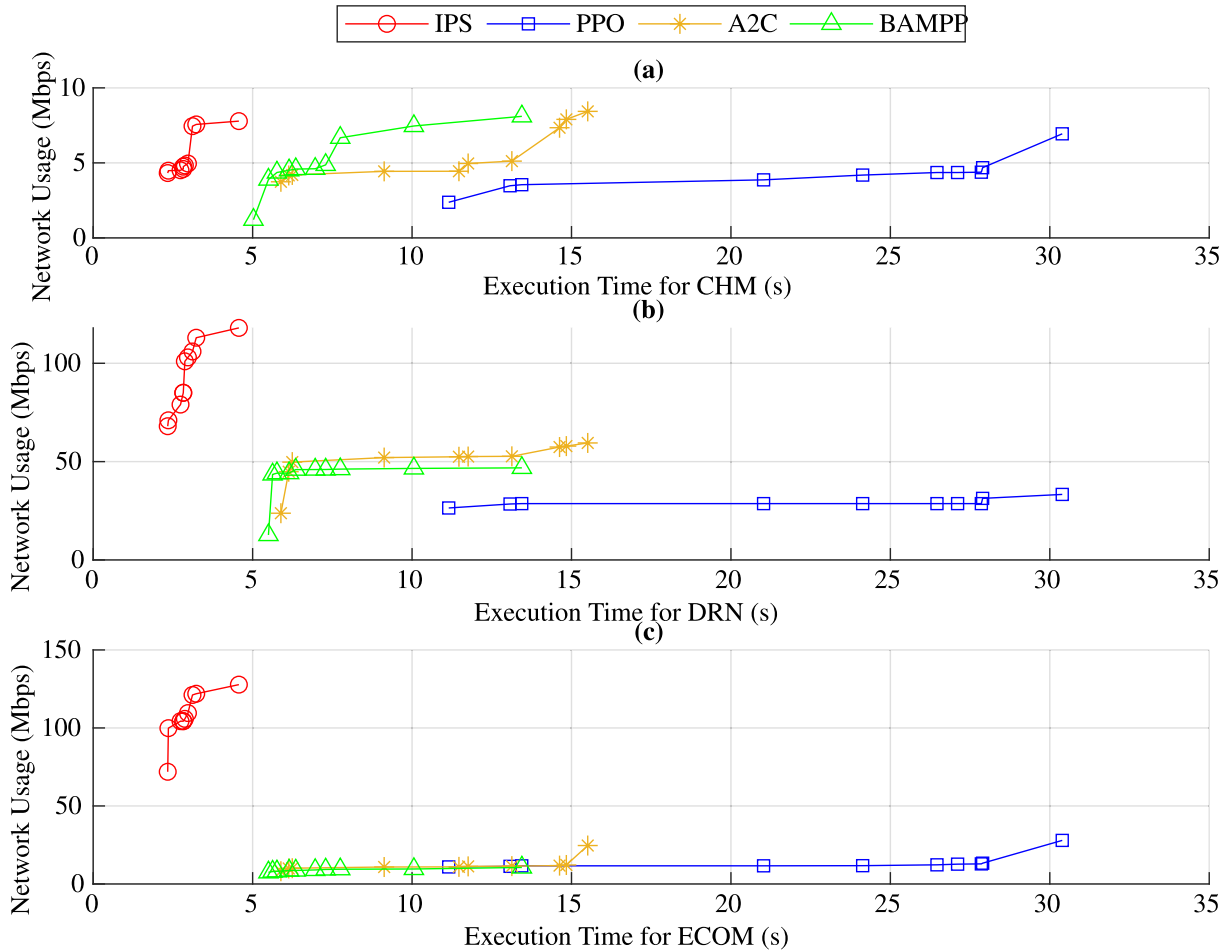 IPS PPO A2C BAMPP
(a)
Network Usage (Mbps)
10
5
0
0 5 10 15 20 25 30 35
Execution Time for CHM (s)
(b)
Network Usage (Mbps)
100
50
0
0 5 10 15 20 25 30 35
Execution Time for DRN (s)
(c)
Network Usage (Mbps)
150
100
50
0
0 5 10 15 20 25 30 35
Execution Time for ECOM (s)